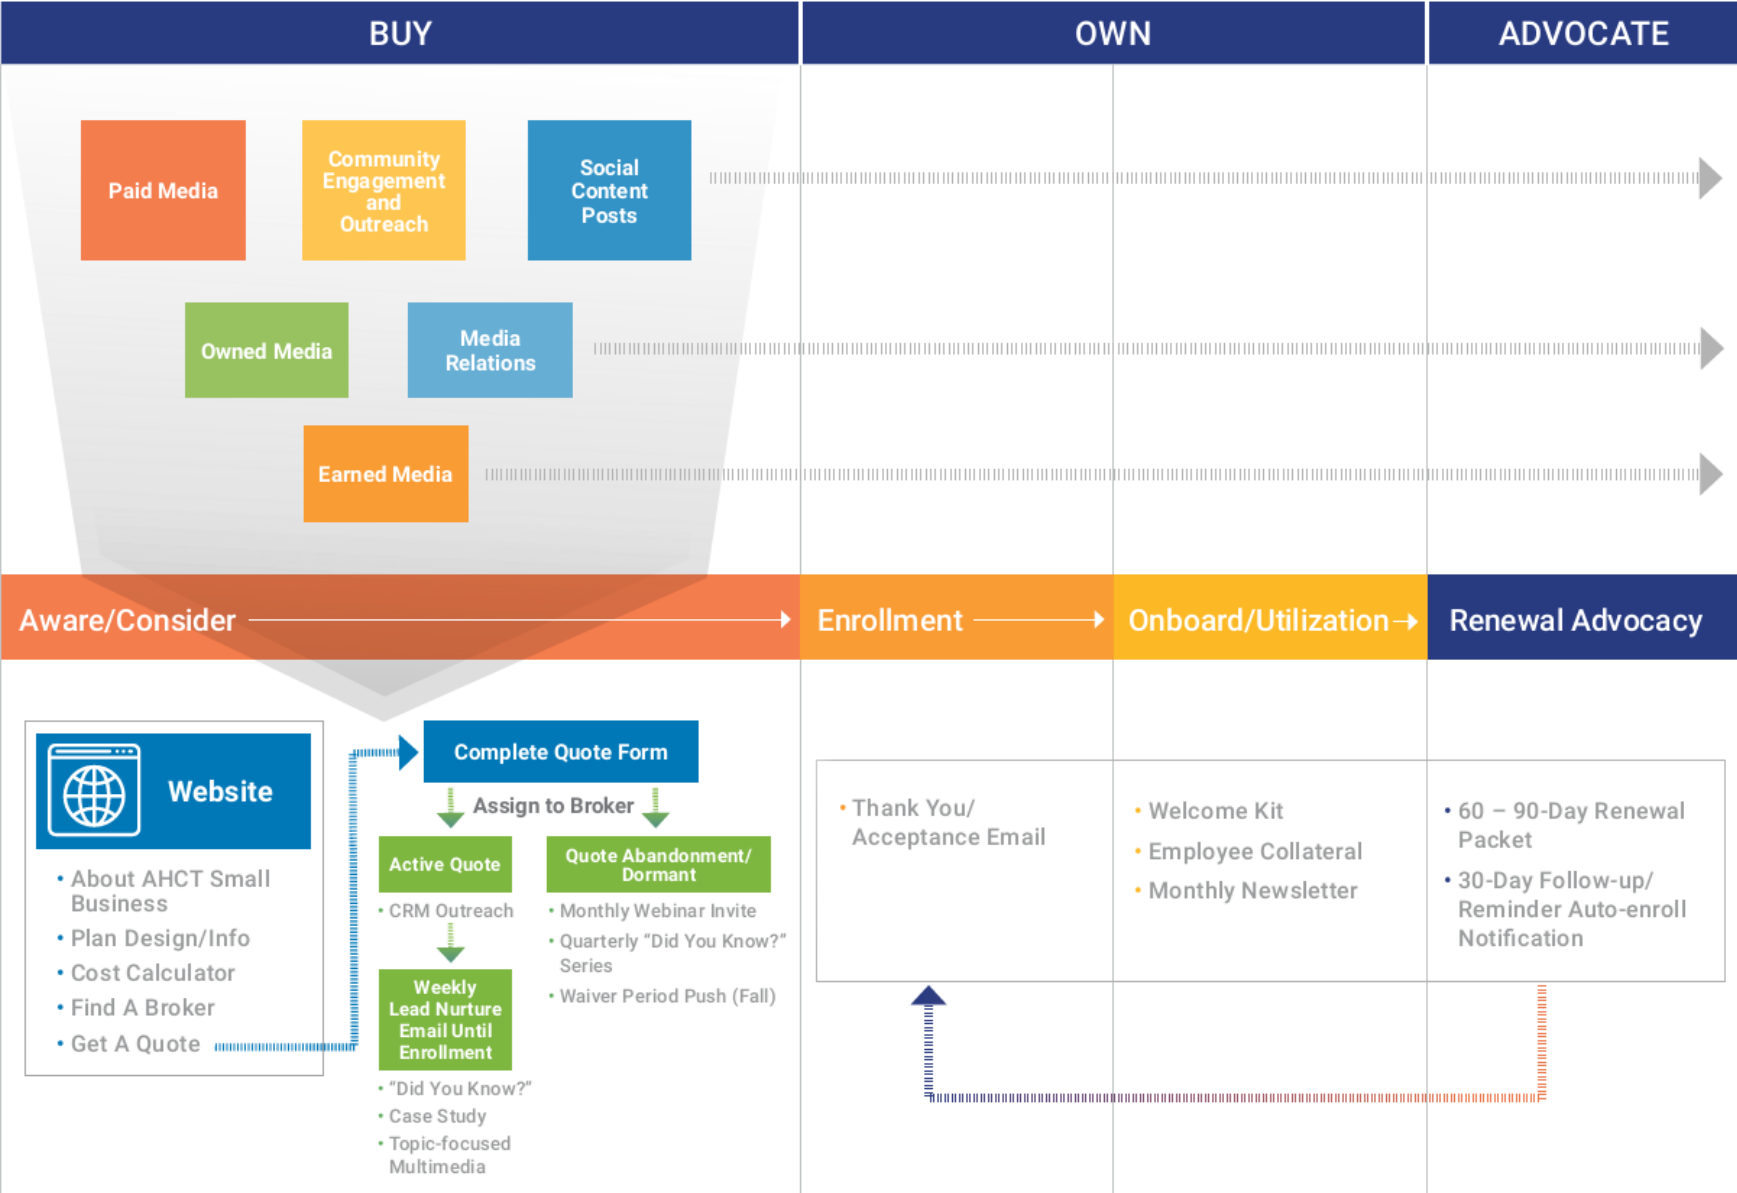 BUY
OWN
ADVOCATE
Paid Media
Community
Engagement
and
Outreach
Social
Content
Posts
Owned Media
Media
Relations
Earned Media
Aware/Consider
Enrollment
Onboard/Utilization
Renewal Advocacy
Website
• About AHCT Small
Business
• Plan Design/Info
• Cost Calculator
• Find A Broker
• Get A Quote
Complete Quote Form
Assign to Broker
Active Quote
• CRM Outreach
Weekly
Lead Nurture
Email Until
Enrollment
• “Did You Know?”
• Case Study
• Topic-focused
Multimedia
Quote Abandonment/
Dormant
• Monthly Webinar Invite
• Quarterly “Did You Know?”
Series
• Waiver Period Push (Fall)
• Thank You/
Acceptance Email
• Welcome Kit
• Employee Collateral
• Monthly Newsletter
• 60 – 90-Day Renewal
Packet
• 30-Day Follow-up/
Reminder Auto-enroll
Notification